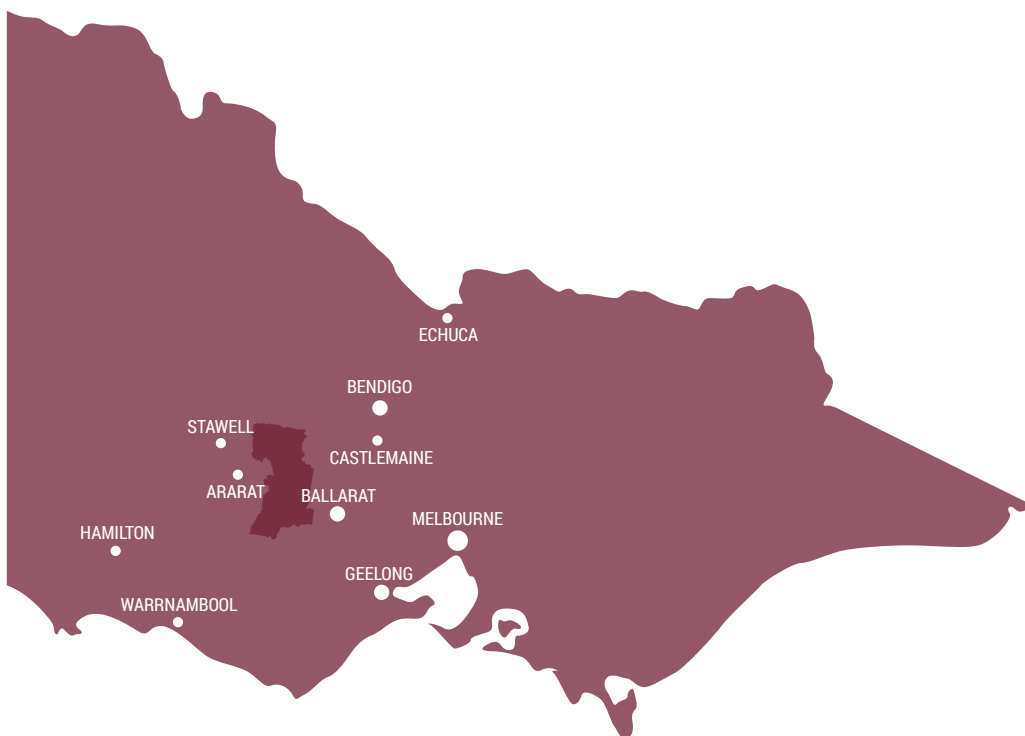 ECHUCA
BENDIGO
STAWELL
CASTLEMAINE
ARARAT
BALLARAT
MELBOURNE
HAMILTON
GEELONG
WARRNAMBOOL